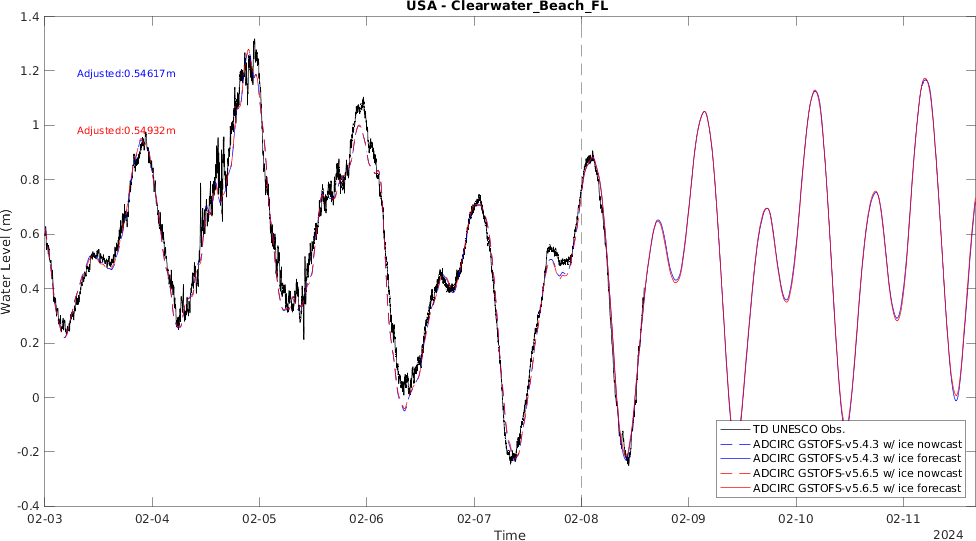 USA - Clearwater_Beach_FL
1.4
1.2
1
0.8
0.6
0.4
0.2
0
-0.2
-0.4
Water Level (m)
Adjusted:0.54617m
Adjusted:0.54932m
TD UNESCO Obs.
ADCIRC GSTOFS-v5.4.3 w/ ice nowcast
ADCIRC GSTOFS-v5.4.3 w/ ice forecast
ADCIRC GSTOFS-v5.6.5 w/ ice nowcast
ADCIRC GSTOFS-v5.6.5 w/ ice forecast
02-03 02-04 02-05 02-06 02-07 02-08 02-09 02-10 02-11
Time
2024